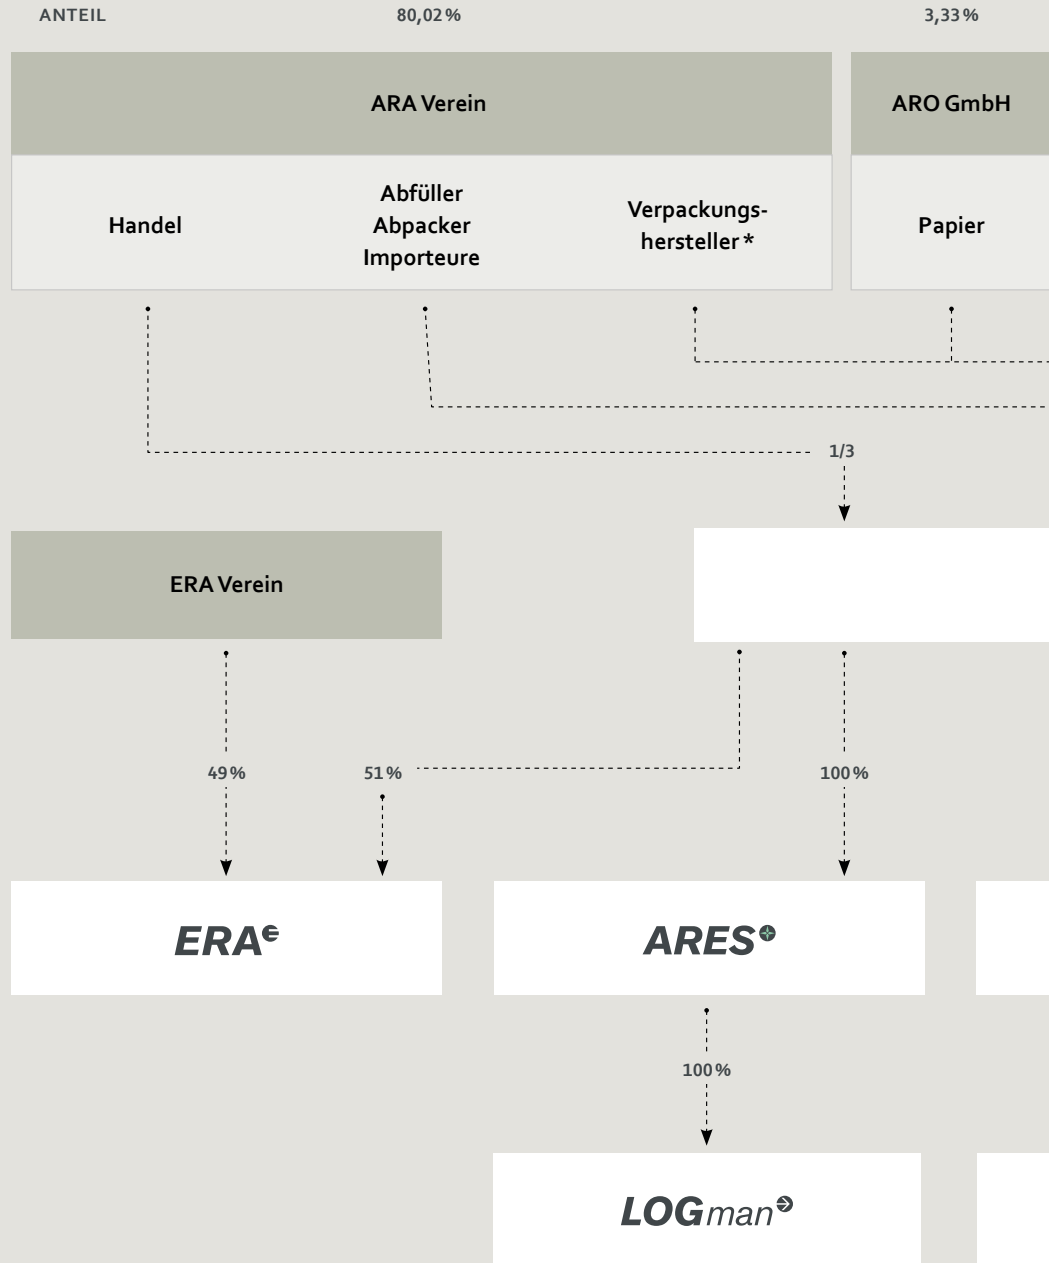 ANTEIL 80,02 % 3,33 %
ARA Verein ARO GmbH
Handel
Abfüller
Abpacker
Importeure
Verpackungs-
hersteller *
Papier
1/3
ERA Verein
49 % 51 % 100 %
ERA ARES
100 %
LOGman